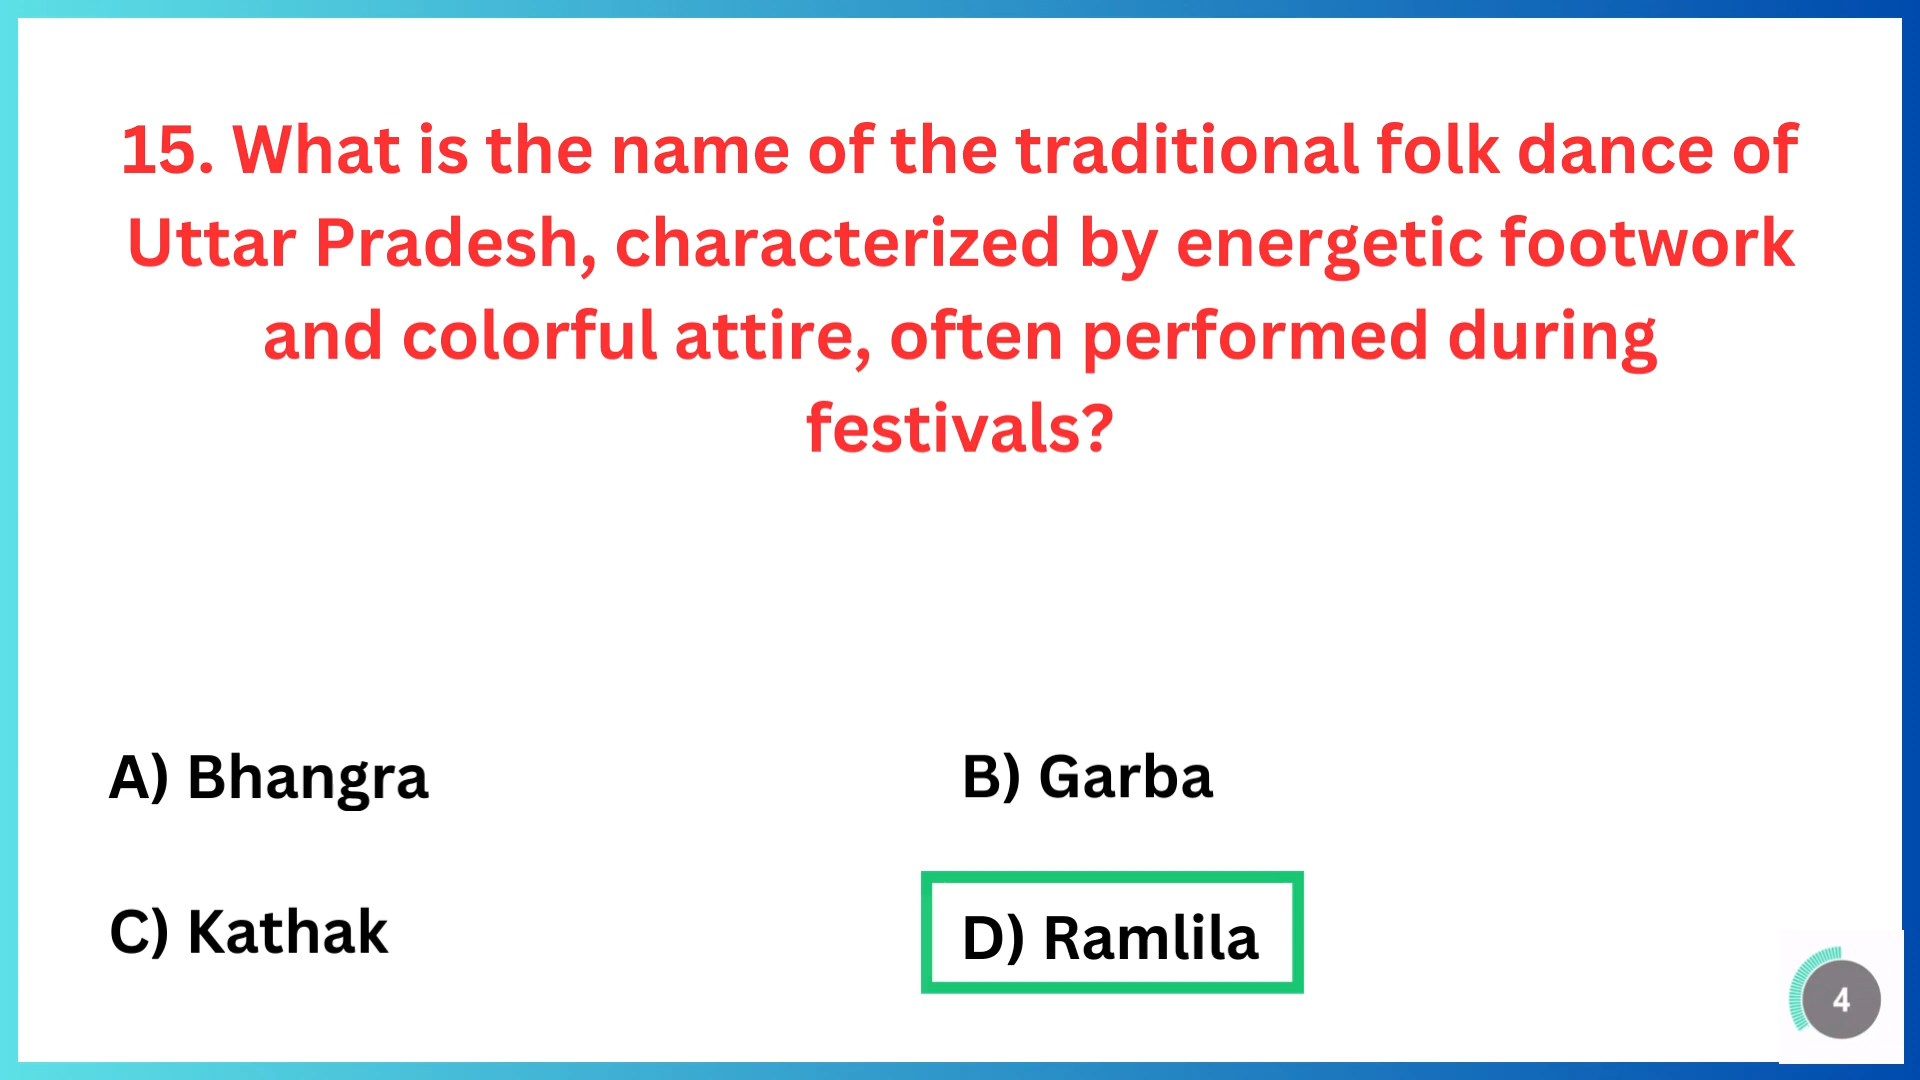 15. What is the name of the traditional folk dance of
Uttar Pradesh, characterized by energetic footwork
and colorful attire, often performed during
festivals?
A) Bhangra
B) Garba
C) Kathak
D) Ramlila
4